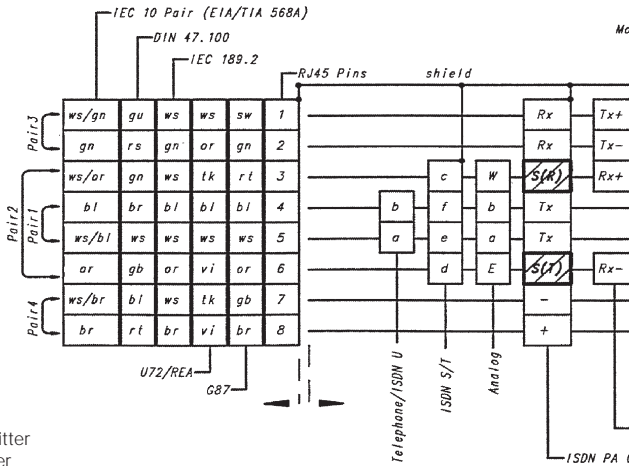 IEC 10 Pair (EIA/TIA 568A)
DIN 47.100
IEC 189.2
RJ45 Pins shield
ws/gn gu ws ws sw 1 Rx Tx+
gn rs gn or gn 2 Rx Tx-
ws/or gn ws tk rt 3 c W S(R) Rx+
bl br bl bl bl 4 b f b Tx
ws/bl ws ws ws ws 5 a e a Tx
or gb or vi or 6 d E S(T) Rx-
ws/br bl ws tk gb 7 -
br rt br vi br 8 +
Pair3
Pair2
Pair1
Pair4
U72/REA
G87
Telephone/ISDN U
ISDN S/T
Analog
ISDN PA
itter
er